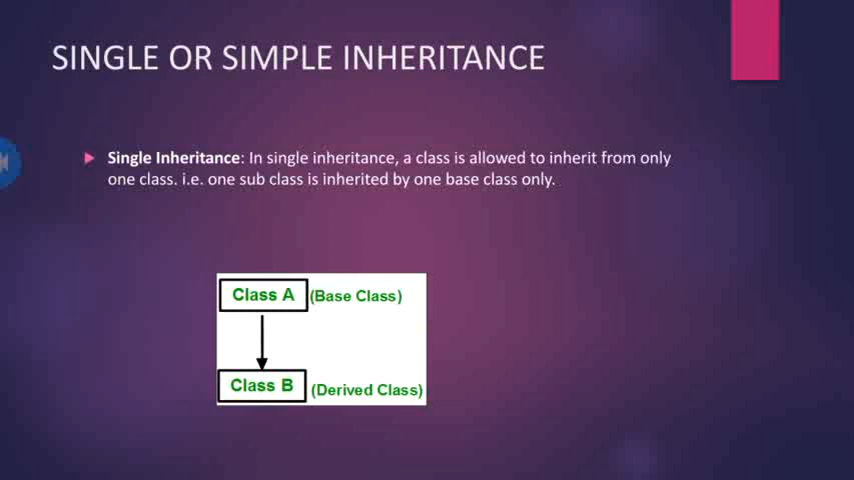 SINGLE OR SIMPLE INHERITANCE
Single Inheritance: In single inheritance, a class is allowed to inherit from only
one class. i.e. one sub class is inherited by one base class only.
Class A (Base Class)
Class B (Derived Class)